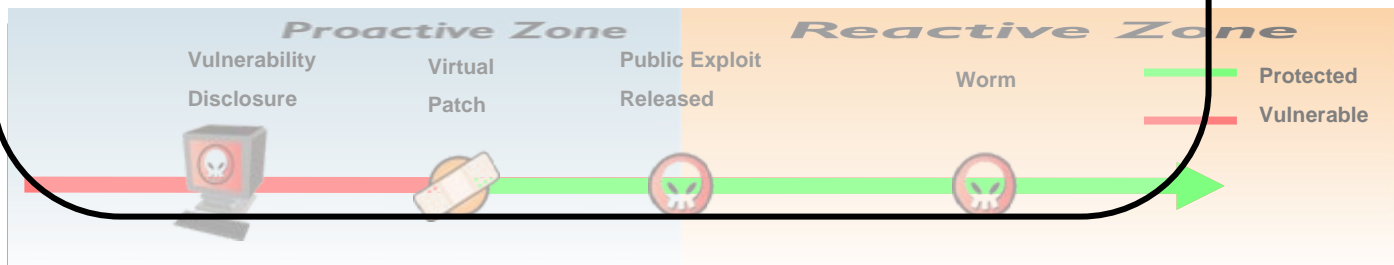 Proactive Zone
Reactive Zone
Vulnerability
Disclosure
Virtual
Patch
Public Exploit
Released
Worm
Protected
Vulnerable